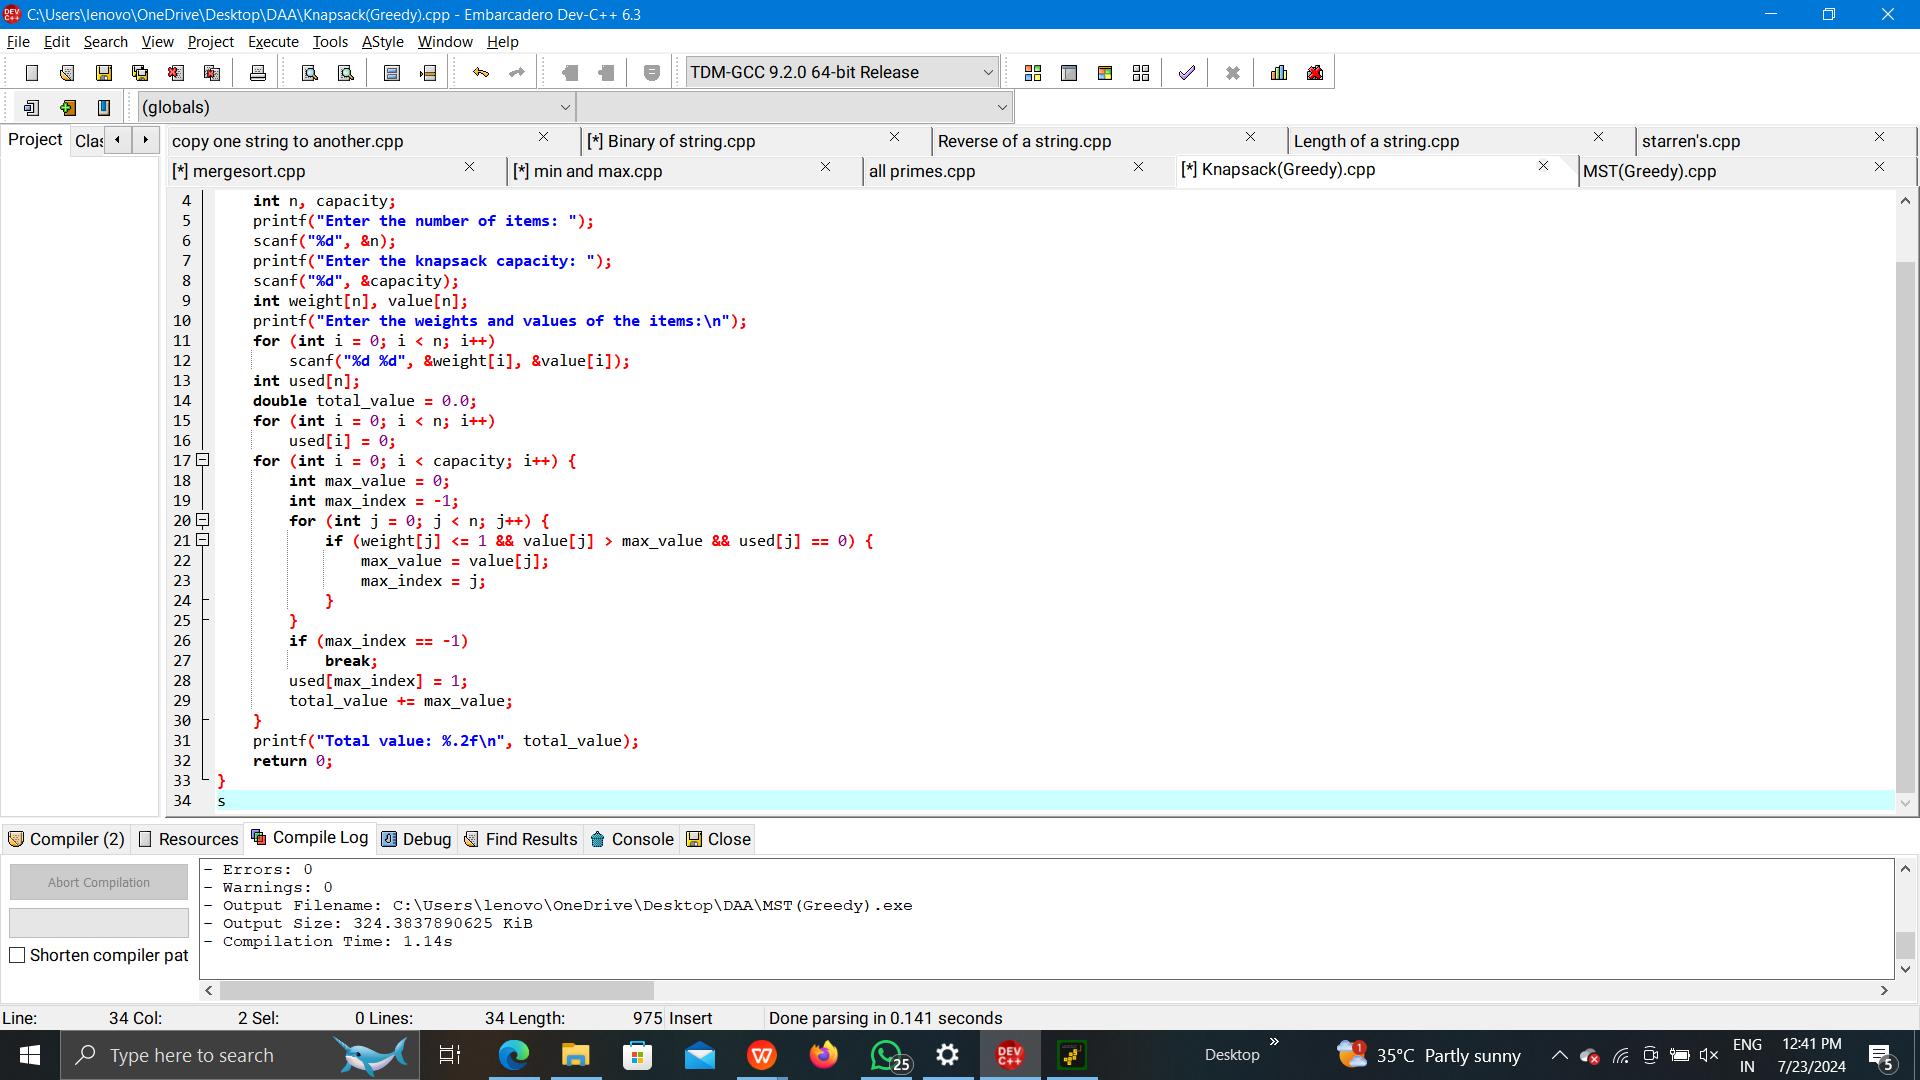 C:\Users\lenovo\OneDrive\Desktop\DAA\Knapsack(Greedy).cpp - Embarcadero Dev-C++ 6.3
File Edit Search View Project Execute Tools AStyle Window Help
TDM-GCC 9.2.0 64-bit Release
(globals)
Project Clas
copy one string to another.cpp [*] Binary of string.cpp Reverse of a string.cpp Length of a string.cpp starren's.cpp
[*] mergesort.cpp [*] min and max.cpp all primes.cpp [*] Knapsack(Greedy).cpp MST(Greedy).cpp
4 int n, capacity;
5 printf("Enter the number of items: ");
6 scanf("%d", &n);
7 printf("Enter the knapsack capacity: ");
8 scanf("%d", &capacity);
9 int weight[n], value[n];
10 printf("Enter the weights and values of the items:\n");
11 for (int i = 0; i < n; i++)
12 scanf("%d %d", &weight[i], &value[i]);
13 int used[n];
14 double total_value = 0.0;
15 for (int i = 0; i < n; i++)
16 used[i] = 0;
17 for (int i = 0; i < capacity; i++) {
18 int max_value = 0;
19 int max_index = -1;
20 for (int j = 0; j < n; j++) {
21 if (weight[j] <= 1 && value[j] > max_value && used[j] == 0) {
22 max_value = value[j];
23 max_index = j;
24 }
25 }
26 if (max_index == -1)
27 break;
28 used[max_index] = 1;
29 total_value += max_value;
30 }
31 printf("Total value: %.2f\n", total_value);
32 return 0;
33 }
34 s
Compiler (2) Resources Compile Log Debug Find Results Console Close
Abort Compilation
Shorten compiler pat
- Errors: 0
- Warnings: 0
- Output Filename: C:\Users\lenovo\OneDrive\Desktop\DAA\MST(Greedy).exe
- Output Size: 324.3837890625 KiB
- Compilation Time: 1.14s
Line: 34 Col: 2 Sel: 0 Lines: 34 Length: 975 Insert Done parsing in 0.141 seconds
Type here to search
25
DEV C++
Desktop
1
35°C Partly sunny
ENG
IN
12:41 PM
7/23/2024
5